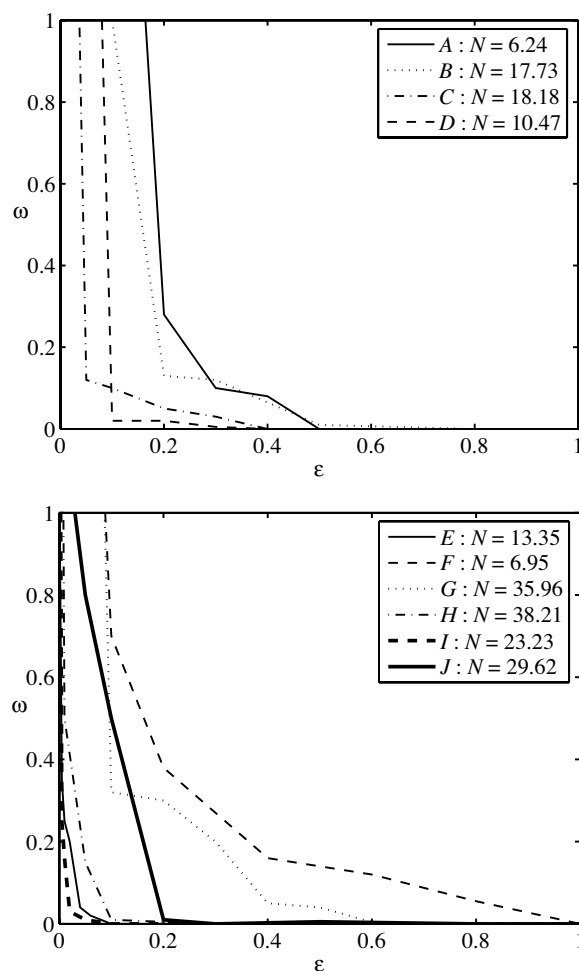 1
0.8
0.6
ω
0.4
0.2
0
0 0.2 0.4 0.6 0.8 1
ε
A : N = 6.24
B : N = 17.73
C : N = 18.18
D : N = 10.47
1
0.8
0.6
ω
0.4
0.2
0
0 0.2 0.4 0.6 0.8 1
ε
E : N = 13.35
F : N = 6.95
G : N = 35.96
H : N = 38.21
I : N = 23.23
J : N = 29.62